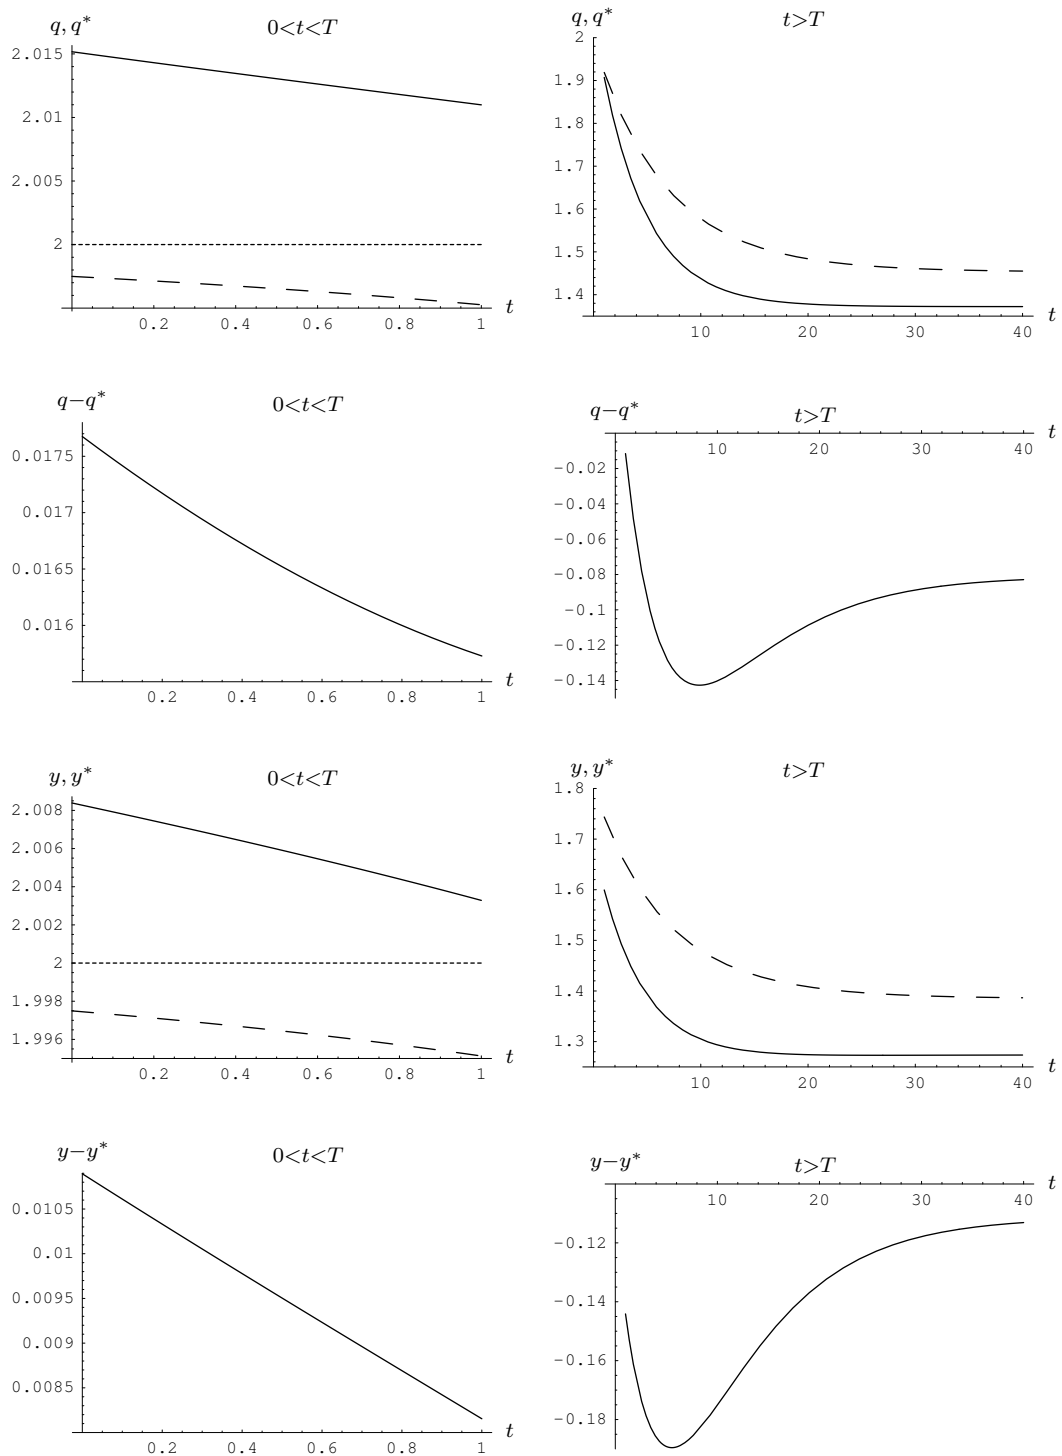 q, q* 0<t<T
2.015
2.01
2.005
2
0.2 0.4 0.6 0.8 1 t
q, q* t>T
2
1.9
1.8
1.7
1.6
1.5
1.4
10 20 30 40 t
q−q* 0<t<T
0.0175
0.017
0.0165
0.016
0.2 0.4 0.6 0.8 1 t
q−q* t>T
10 20 30 40 t
−0.02
−0.04
−0.06
−0.08
−0.1
−0.12
−0.14
y, y* 0<t<T
2.008
2.006
2.004
2.002
2
1.998
1.996
0.2 0.4 0.6 0.8 1 t
y, y* t>T
1.8
1.7
1.6
1.5
1.4
1.3
10 20 30 40 t
y−y* 0<t<T
0.0105
0.01
0.0095
0.009
0.0085
0.2 0.4 0.6 0.8 1 t
y−y* t>T
10 20 30 40 t
−0.12
−0.14
−0.16
−0.18